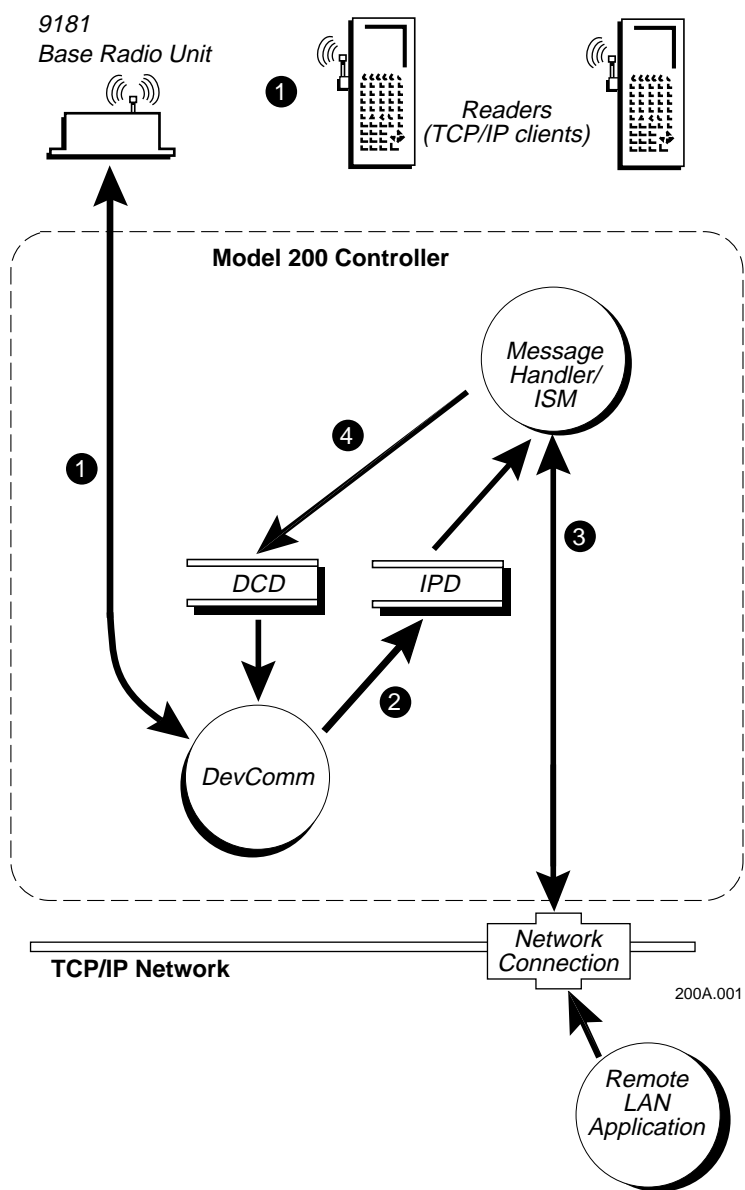 9181
Base Radio Unit
1
Readers
(TCP/IP clients)
Model 200 Controller
Message
Handler/
ISM
4
1
3
DCD
IPD
2
DevComm
Network
Connection
TCP/IP Network
200A.001
Remote
LAN
Application